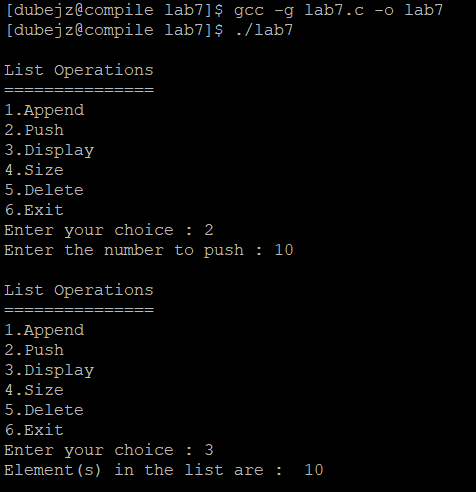 [dubejz@compile lab7]$ gcc -g lab7.c -o lab7
[dubejz@compile lab7]$ ./lab7
List Operations
===============
1.Append
2.Push
3.Display
4.Size
5.Delete
6.Exit
Enter your choice : 2
Enter the number to push : 10
List Operations
===============
1.Append
2.Push
3.Display
4.Size
5.Delete
6.Exit
Enter your choice : 3
Element(s) in the list are :  10